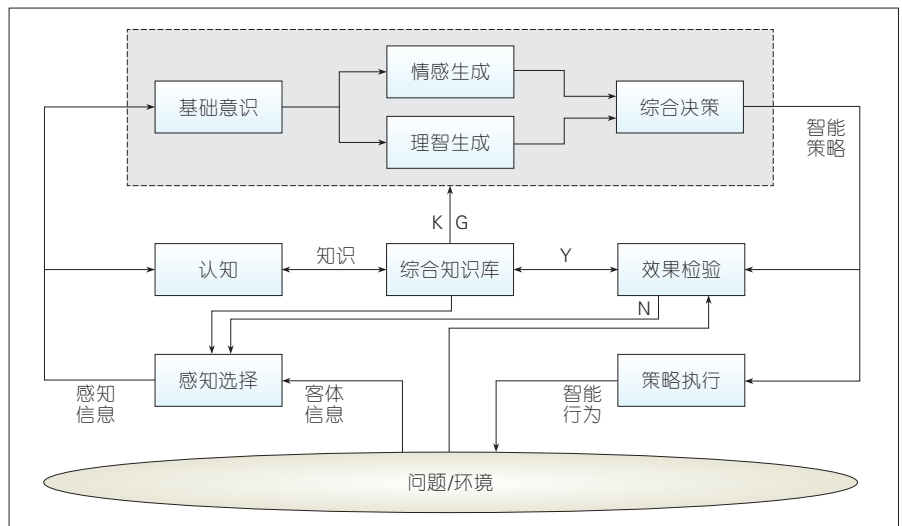 情感生成
基础意识
综合决策
理智生成
智能
策略
K G
认知
知识
综合知识库
Y
效果检验
N
感知选择
策略执行
感知
信息
客体
信息
智能
行为
问题/环境